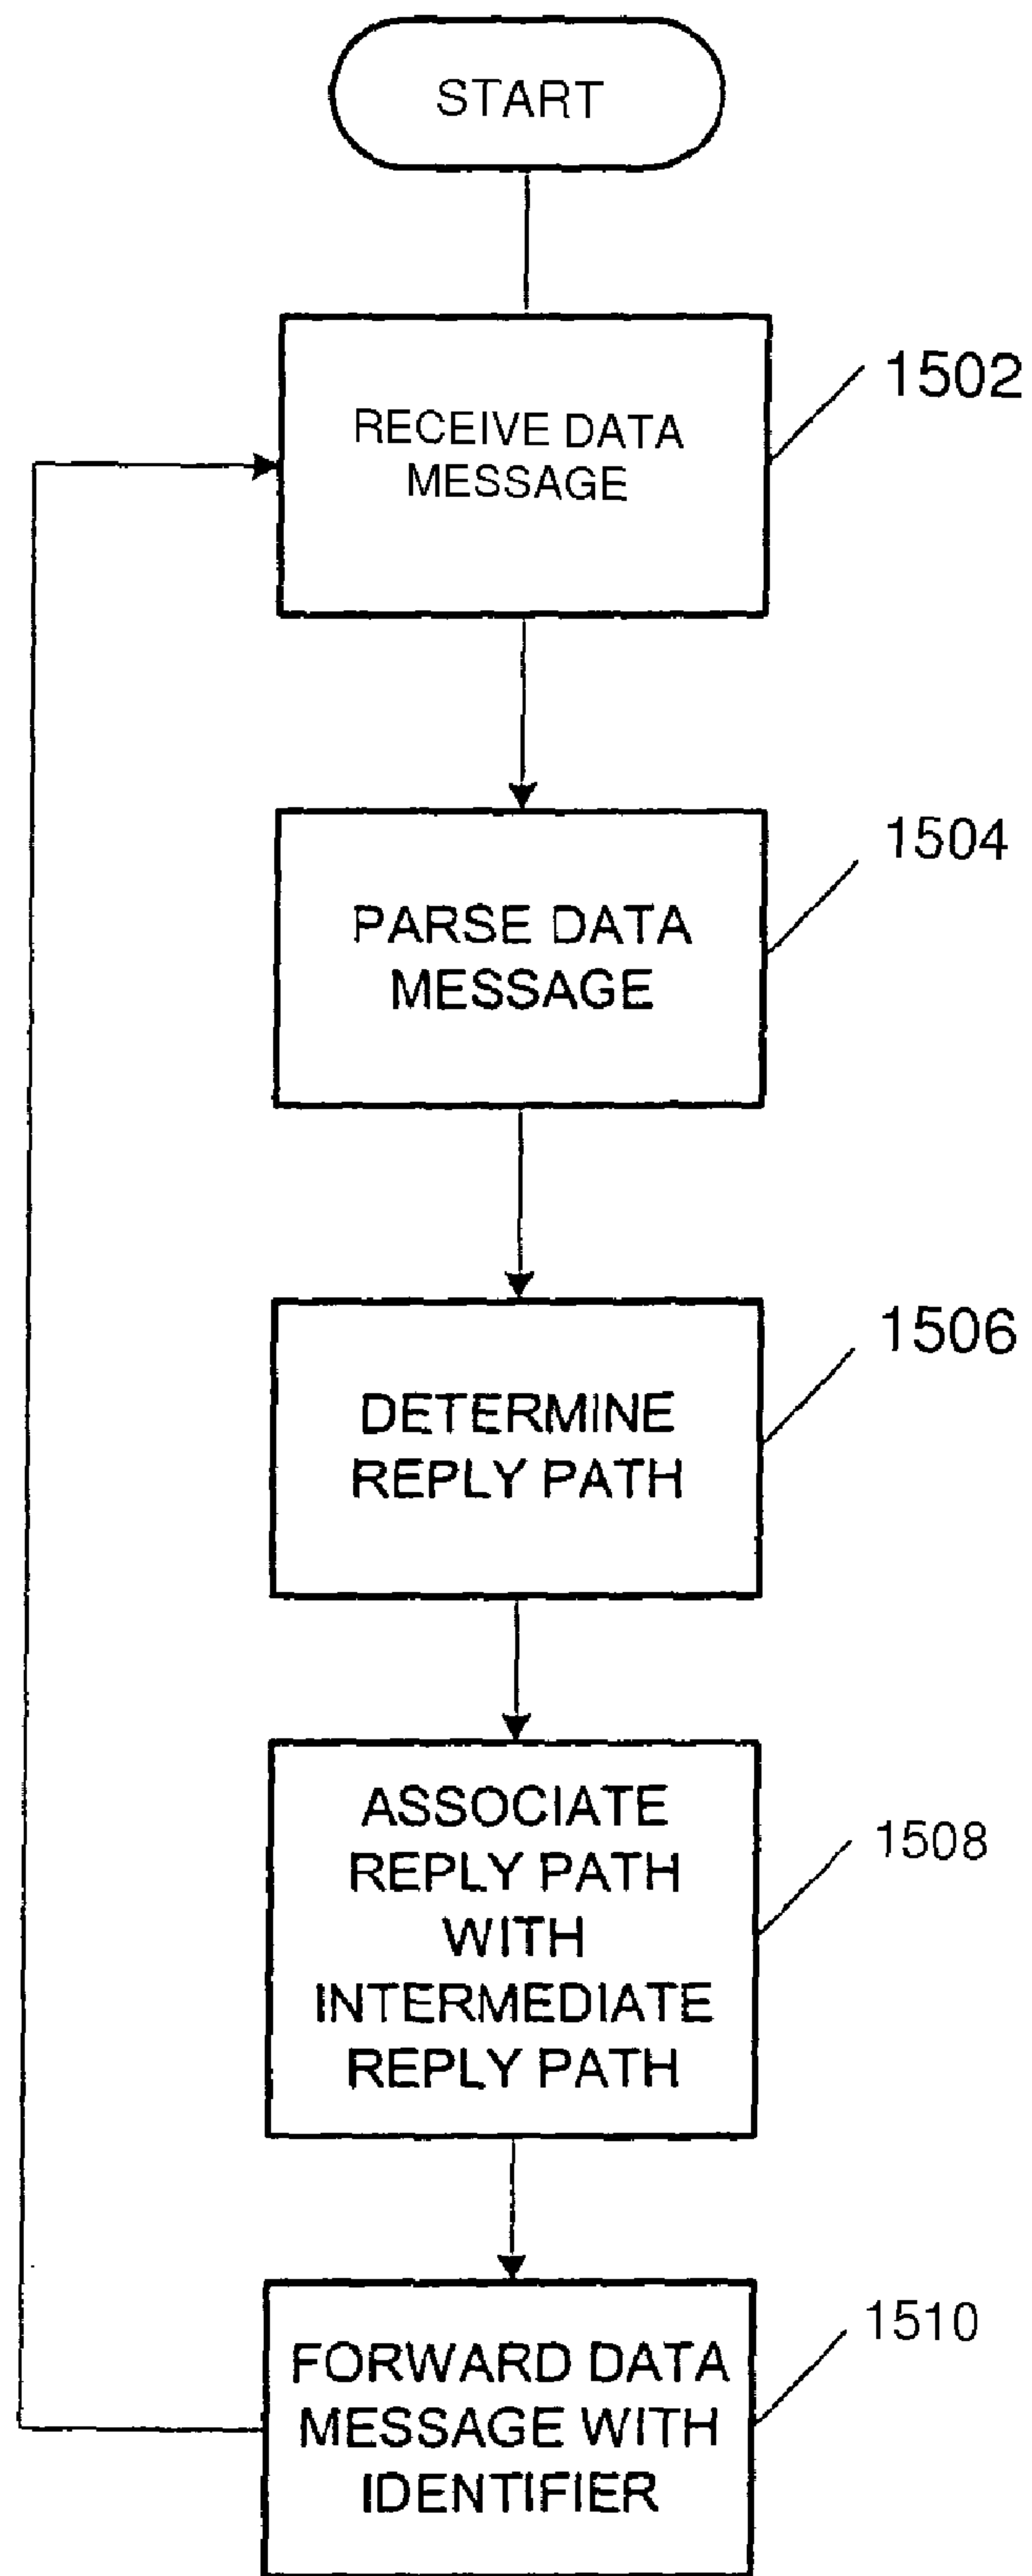 START
1502
RECEIVE DATA
MESSAGE
1504
PARSE DATA
MESSAGE
1506
DETERMINE
REPLY PATH
1508
ASSOCIATE
REPLY PATH
WITH
INTERMEDIATE
REPLY PATH
1510
FORWARD DATA
MESSAGE WITH
IDENTIFIER